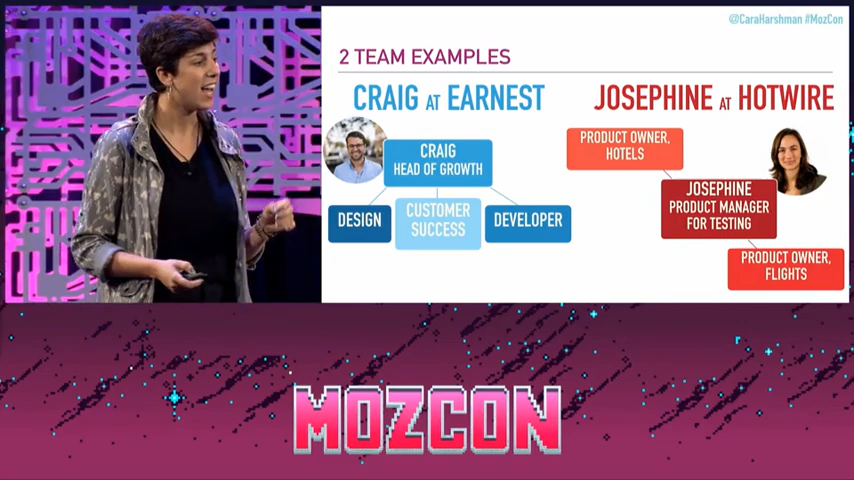 @CaraHarshman #MozCon
2 TEAM EXAMPLES
CRAIG AT EARNEST
CRAIG
HEAD OF GROWTH
DESIGN
CUSTOMER
SUCCESS
DEVELOPER
JOSEPHINE AT HOTWIRE
PRODUCT OWNER,
HOTELS
JOSEPHINE
PRODUCT MANAGER
FOR TESTING
PRODUCT OWNER,
FLIGHTS
MOZCON